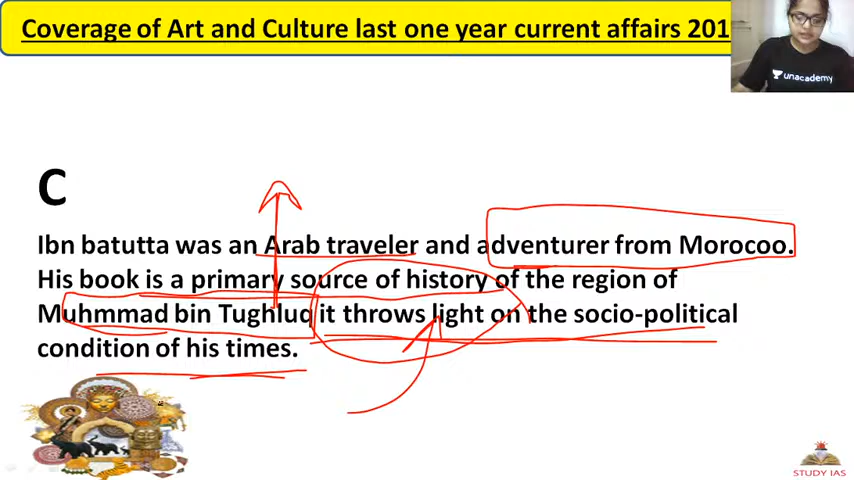 Coverage of Art and Culture last one year current affairs 201
unacademy
C
Ibn batutta was an Arab traveler and adventurer from Morocoo.
His book is a primary source of history of the region of
Muhmmad bin Tughluq it throws light on the socio-political
condition of his times.
STUDY IAS